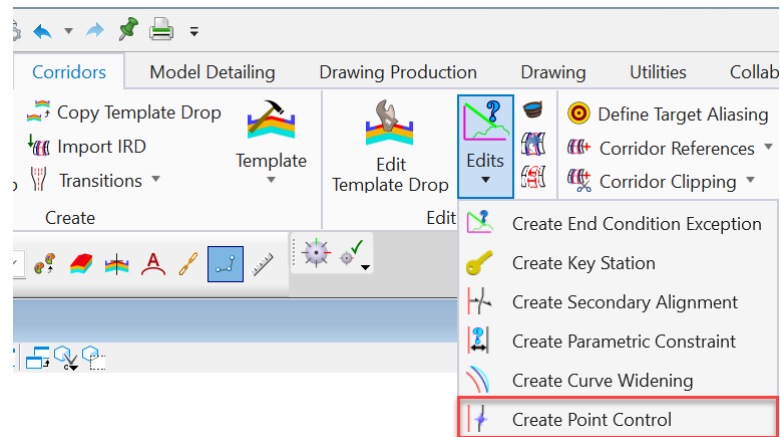 Corridors Model Detailing Drawing Production Drawing Utilities Collab
Copy Template Drop
Import IRD
Transitions
Template
Create
Edit
Template Drop
Edits
Define Target Aliasing
Corridor References
Corridor Clipping
Edit
Create End Condition Exception
Create Key Station
Create Secondary Alignment
Create Parametric Constraint
Create Curve Widening
Create Point Control